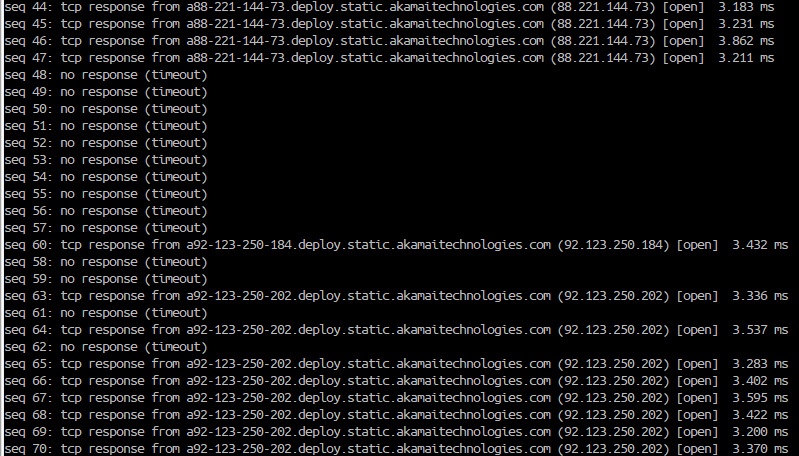 seq 44: tcp response from a88-221-144-73.deploy.static.akamaitechnologies.com (88.221.144.73) [open]  3.183 ms
seq 45: tcp response from a88-221-144-73.deploy.static.akamaitechnologies.com (88.221.144.73) [open]  3.231 ms
seq 46: tcp response from a88-221-144-73.deploy.static.akamaitechnologies.com (88.221.144.73) [open]  3.862 ms
seq 47: tcp response from a88-221-144-73.deploy.static.akamaitechnologies.com (88.221.144.73) [open]  3.211 ms
seq 48: no response (timeout)
seq 49: no response (timeout)
seq 50: no response (timeout)
seq 51: no response (timeout)
seq 52: no response (timeout)
seq 53: no response (timeout)
seq 54: no response (timeout)
seq 55: no response (timeout)
seq 56: no response (timeout)
seq 57: no response (timeout)
seq 60: tcp response from a92-123-250-184.deploy.static.akamaitechnologies.com (92.123.250.184) [open]  3.432 ms
seq 58: no response (timeout)
seq 59: no response (timeout)
seq 63: tcp response from a92-123-250-202.deploy.static.akamaitechnologies.com (92.123.250.202) [open]  3.336 ms
seq 61: no response (timeout)
seq 64: tcp response from a92-123-250-202.deploy.static.akamaitechnologies.com (92.123.250.202) [open]  3.537 ms
seq 62: no response (timeout)
seq 65: tcp response from a92-123-250-202.deploy.static.akamaitechnologies.com (92.123.250.202) [open]  3.283 ms
seq 66: tcp response from a92-123-250-202.deploy.static.akamaitechnologies.com (92.123.250.202) [open]  3.402 ms
seq 67: tcp response from a92-123-250-202.deploy.static.akamaitechnologies.com (92.123.250.202) [open]  3.595 ms
seq 68: tcp response from a92-123-250-202.deploy.static.akamaitechnologies.com (92.123.250.202) [open]  3.422 ms
seq 69: tcp response from a92-123-250-202.deploy.static.akamaitechnologies.com (92.123.250.202) [open]  3.200 ms
seq 70: tcp response from a92-123-250-202.deploy.static.akamaitechnologies.com (92.123.250.202) [open]  3.370 ms